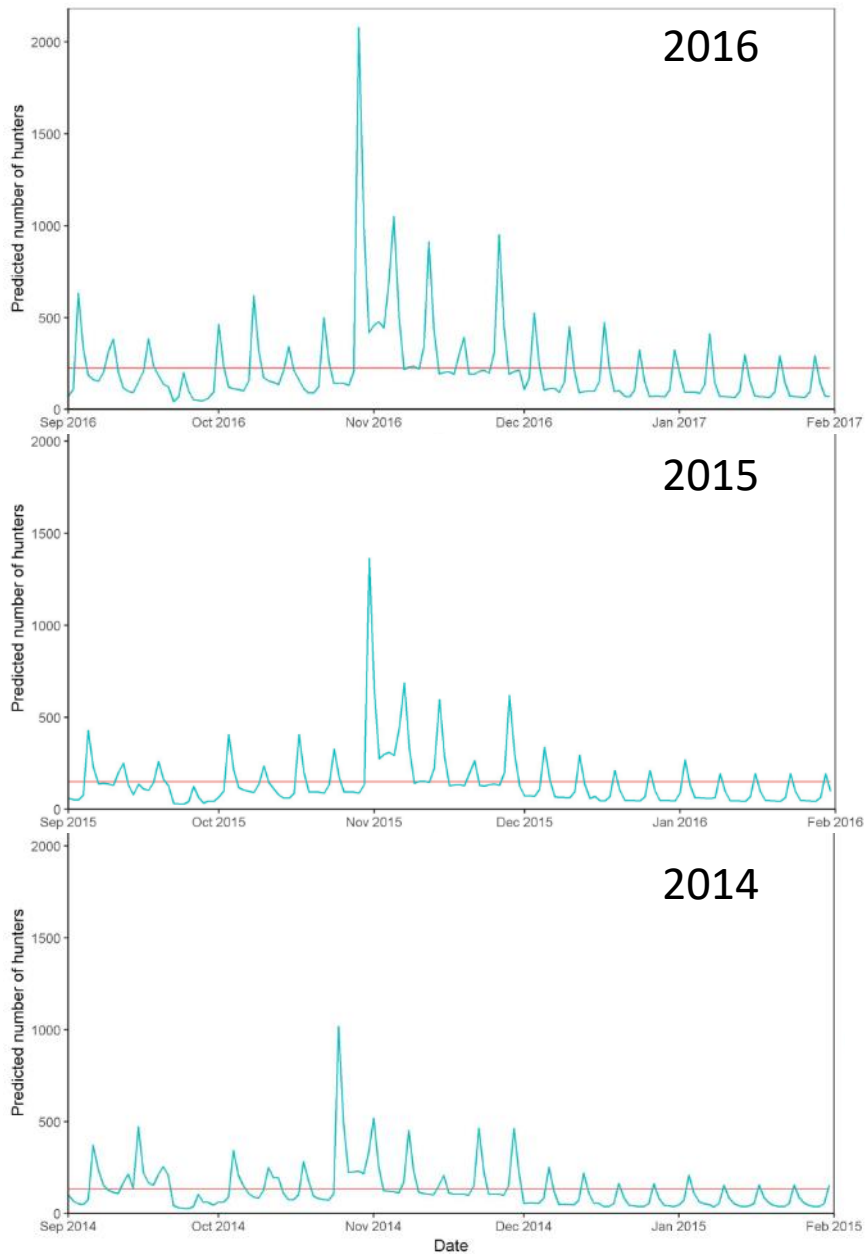 2016
Predicted number of hunters
2000
1500
1000
500
0
Sep 2016 Oct 2016 Nov 2016 Dec 2016 Jan 2017 Feb 2017
2015
Predicted number of hunters
2000
1500
1000
500
0
Sep 2015 Oct 2015 Nov 2015 Dec 2015 Jan 2016 Feb 2016
2014
Predicted number of hunters
2000
1500
1000
500
0
Sep 2014 Oct 2014 Nov 2014 Dec 2014 Jan 2015 Feb 2015
Date